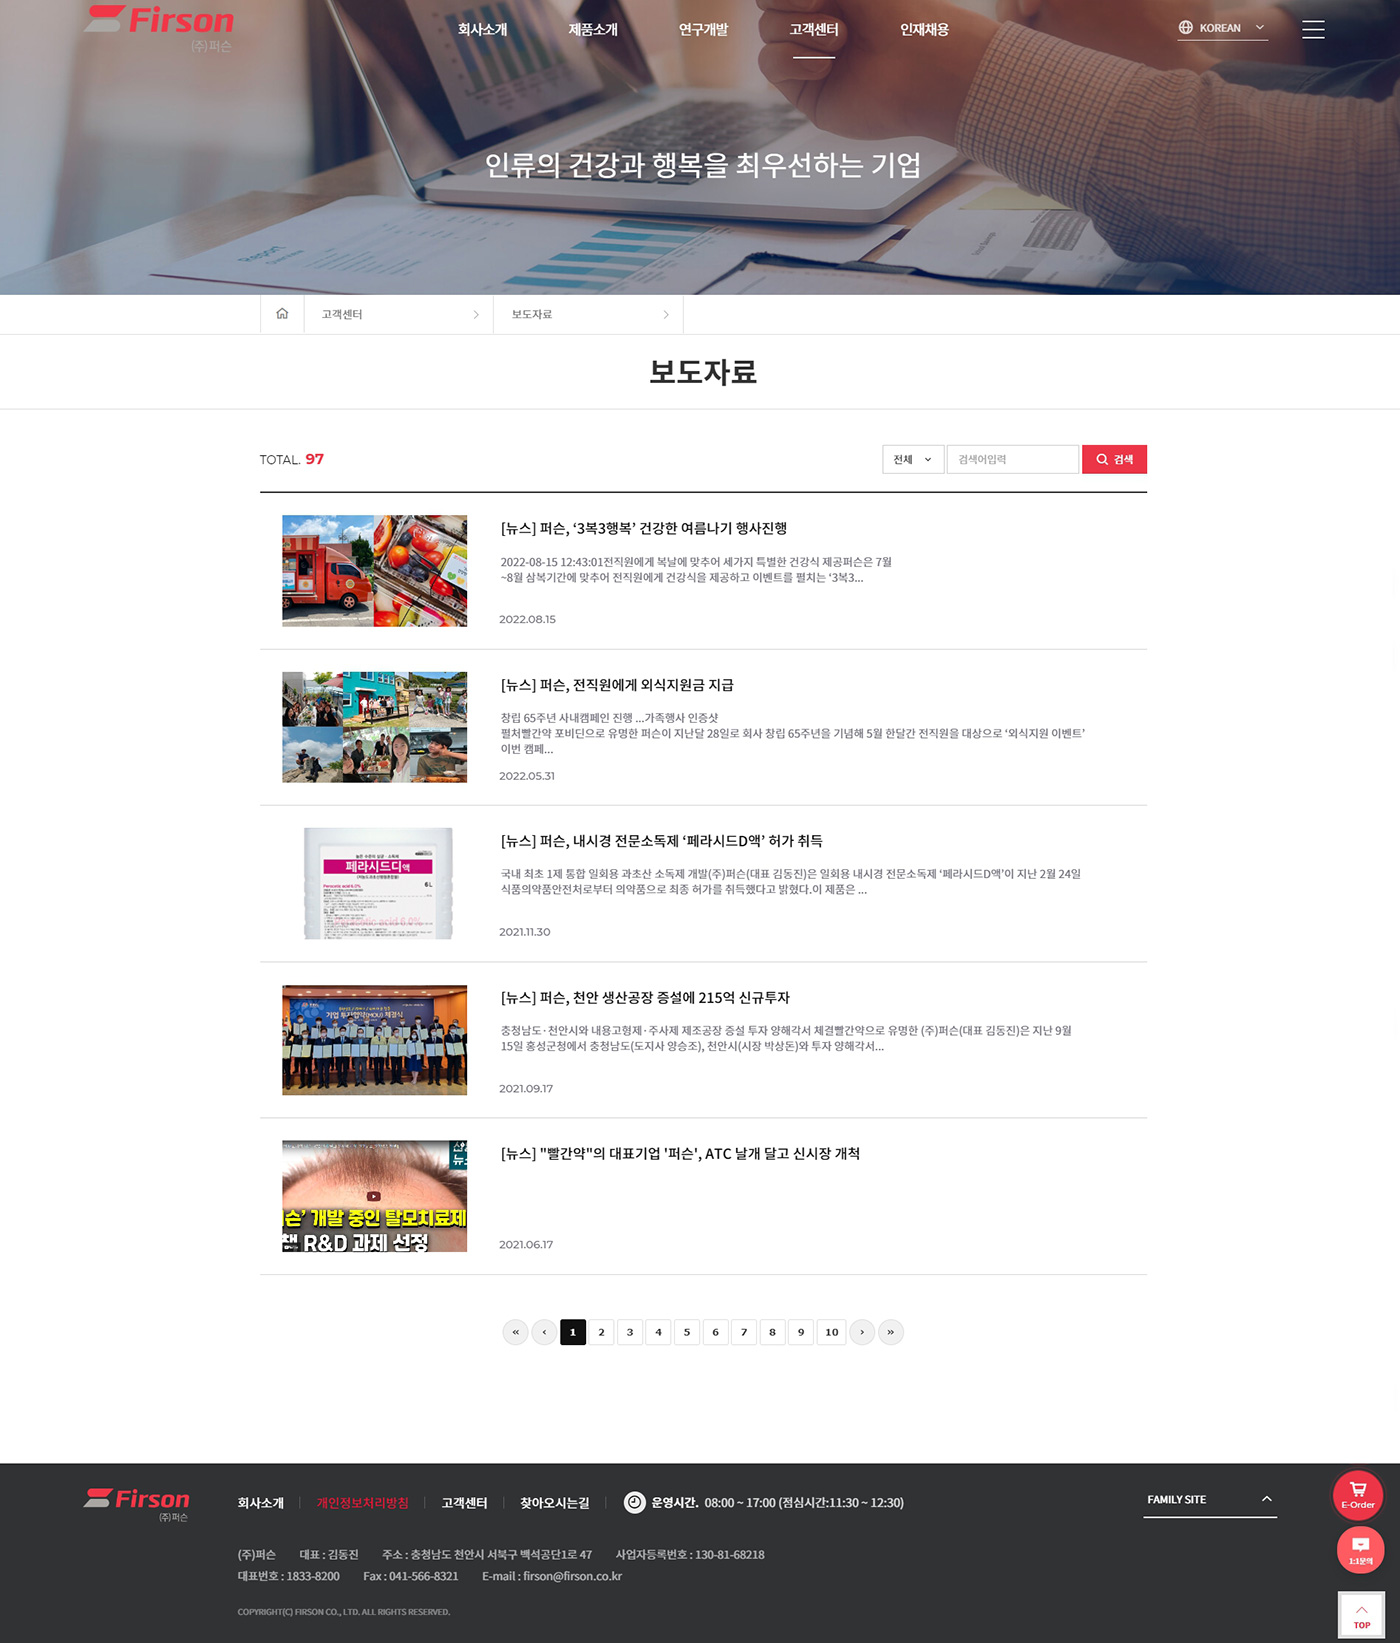 Firson
(주)퍼슨
회사소개 제품소개 연구개발 고객센터 인재채용
KOREAN
인류의 건강과 행복을 최우선하는 기업
Report
고객센터 보도자료
보도자료
TOTAL. 97
전체 검색어입력 검색
[뉴스] 퍼슨, ‘3복3행복’ 건강한 여름나기 행사진행
2022-08-15 12:43:01전직원에게 복날에 맞추어 세가지 특별한 건강식 제공퍼슨은 7월
~8월 삼복기간에 맞추어 전직원에게 건강식을 제공하고 이벤트를 펼치는 ‘3복3...
2022.08.15
[뉴스] 퍼슨, 전직원에게 외식지원금 지급
창립 65주년 사내캠페인 진행 ...가족행사 인증샷
펼처빨간약 포비딘으로 유명한 퍼슨이 지난달 28일로 회사 창립 65주년을 기념해 5월 한달간 전직원을 대상으로 ‘외식지원 이벤트’
이번 캠페...
2022.05.31
페라시드디액
6L
Peracetic acid 6.0%
[뉴스] 퍼슨, 내시경 전문소독제 ‘페라시드D액’ 허가 취득
국내 최초 1제 통합 일회용 과초산 소독제 개발(주)퍼슨(대표 김동진)은 일회용 내시경 전문소독제 ‘페라시드D액’이 지난 2월 24일
식품의약품안전처로부터 의약품으로 최종 허가를 취득했다고 밝혔다.이 제품은 ...
2021.11.30
기업 투자협약(MOU) 체결식
[뉴스] 퍼슨, 천안 생산공장 증설에 215억 신규투자
충청남도·천안시와 내용고형제·주사제 제조공장 증설 투자 양해각서 체결빨간약으로 유명한 (주)퍼슨(대표 김동진)은 지난 9월
15일 홍성군청에서 충청남도(도지사 양승조), 천안시(시장 박상돈)와 투자 양해각서...
2021.09.17
[뉴스] "빨간약"의 대표기업 '퍼슨', ATC 날개 달고 신시장 개척
슨’ 개발 중인 탈모치료제
책 R&D 과제 선정
2021.06.17
« ‹ 1 2 3 4 5 6 7 8 9 10 › »
Firson
(주)퍼슨
회사소개 개인정보처리방침 고객센터 찾아오시는길 운영시간. 08:00 ~ 17:00 (점심시간:11:30 ~ 12:30)
FAMILY SITE
E-Order
1:1문의
TOP
(주)퍼슨 대표 : 김동진 주소 : 충청남도 천안시 서북구 백석공단1로 47 사업자등록번호 : 130-81-68218
대표번호 : 1833-8200 Fax : 041-566-8321 E-mail : firson@firson.co.kr
COPYRIGHT(C) FIRSON CO., LTD. ALL RIGHTS RESERVED.